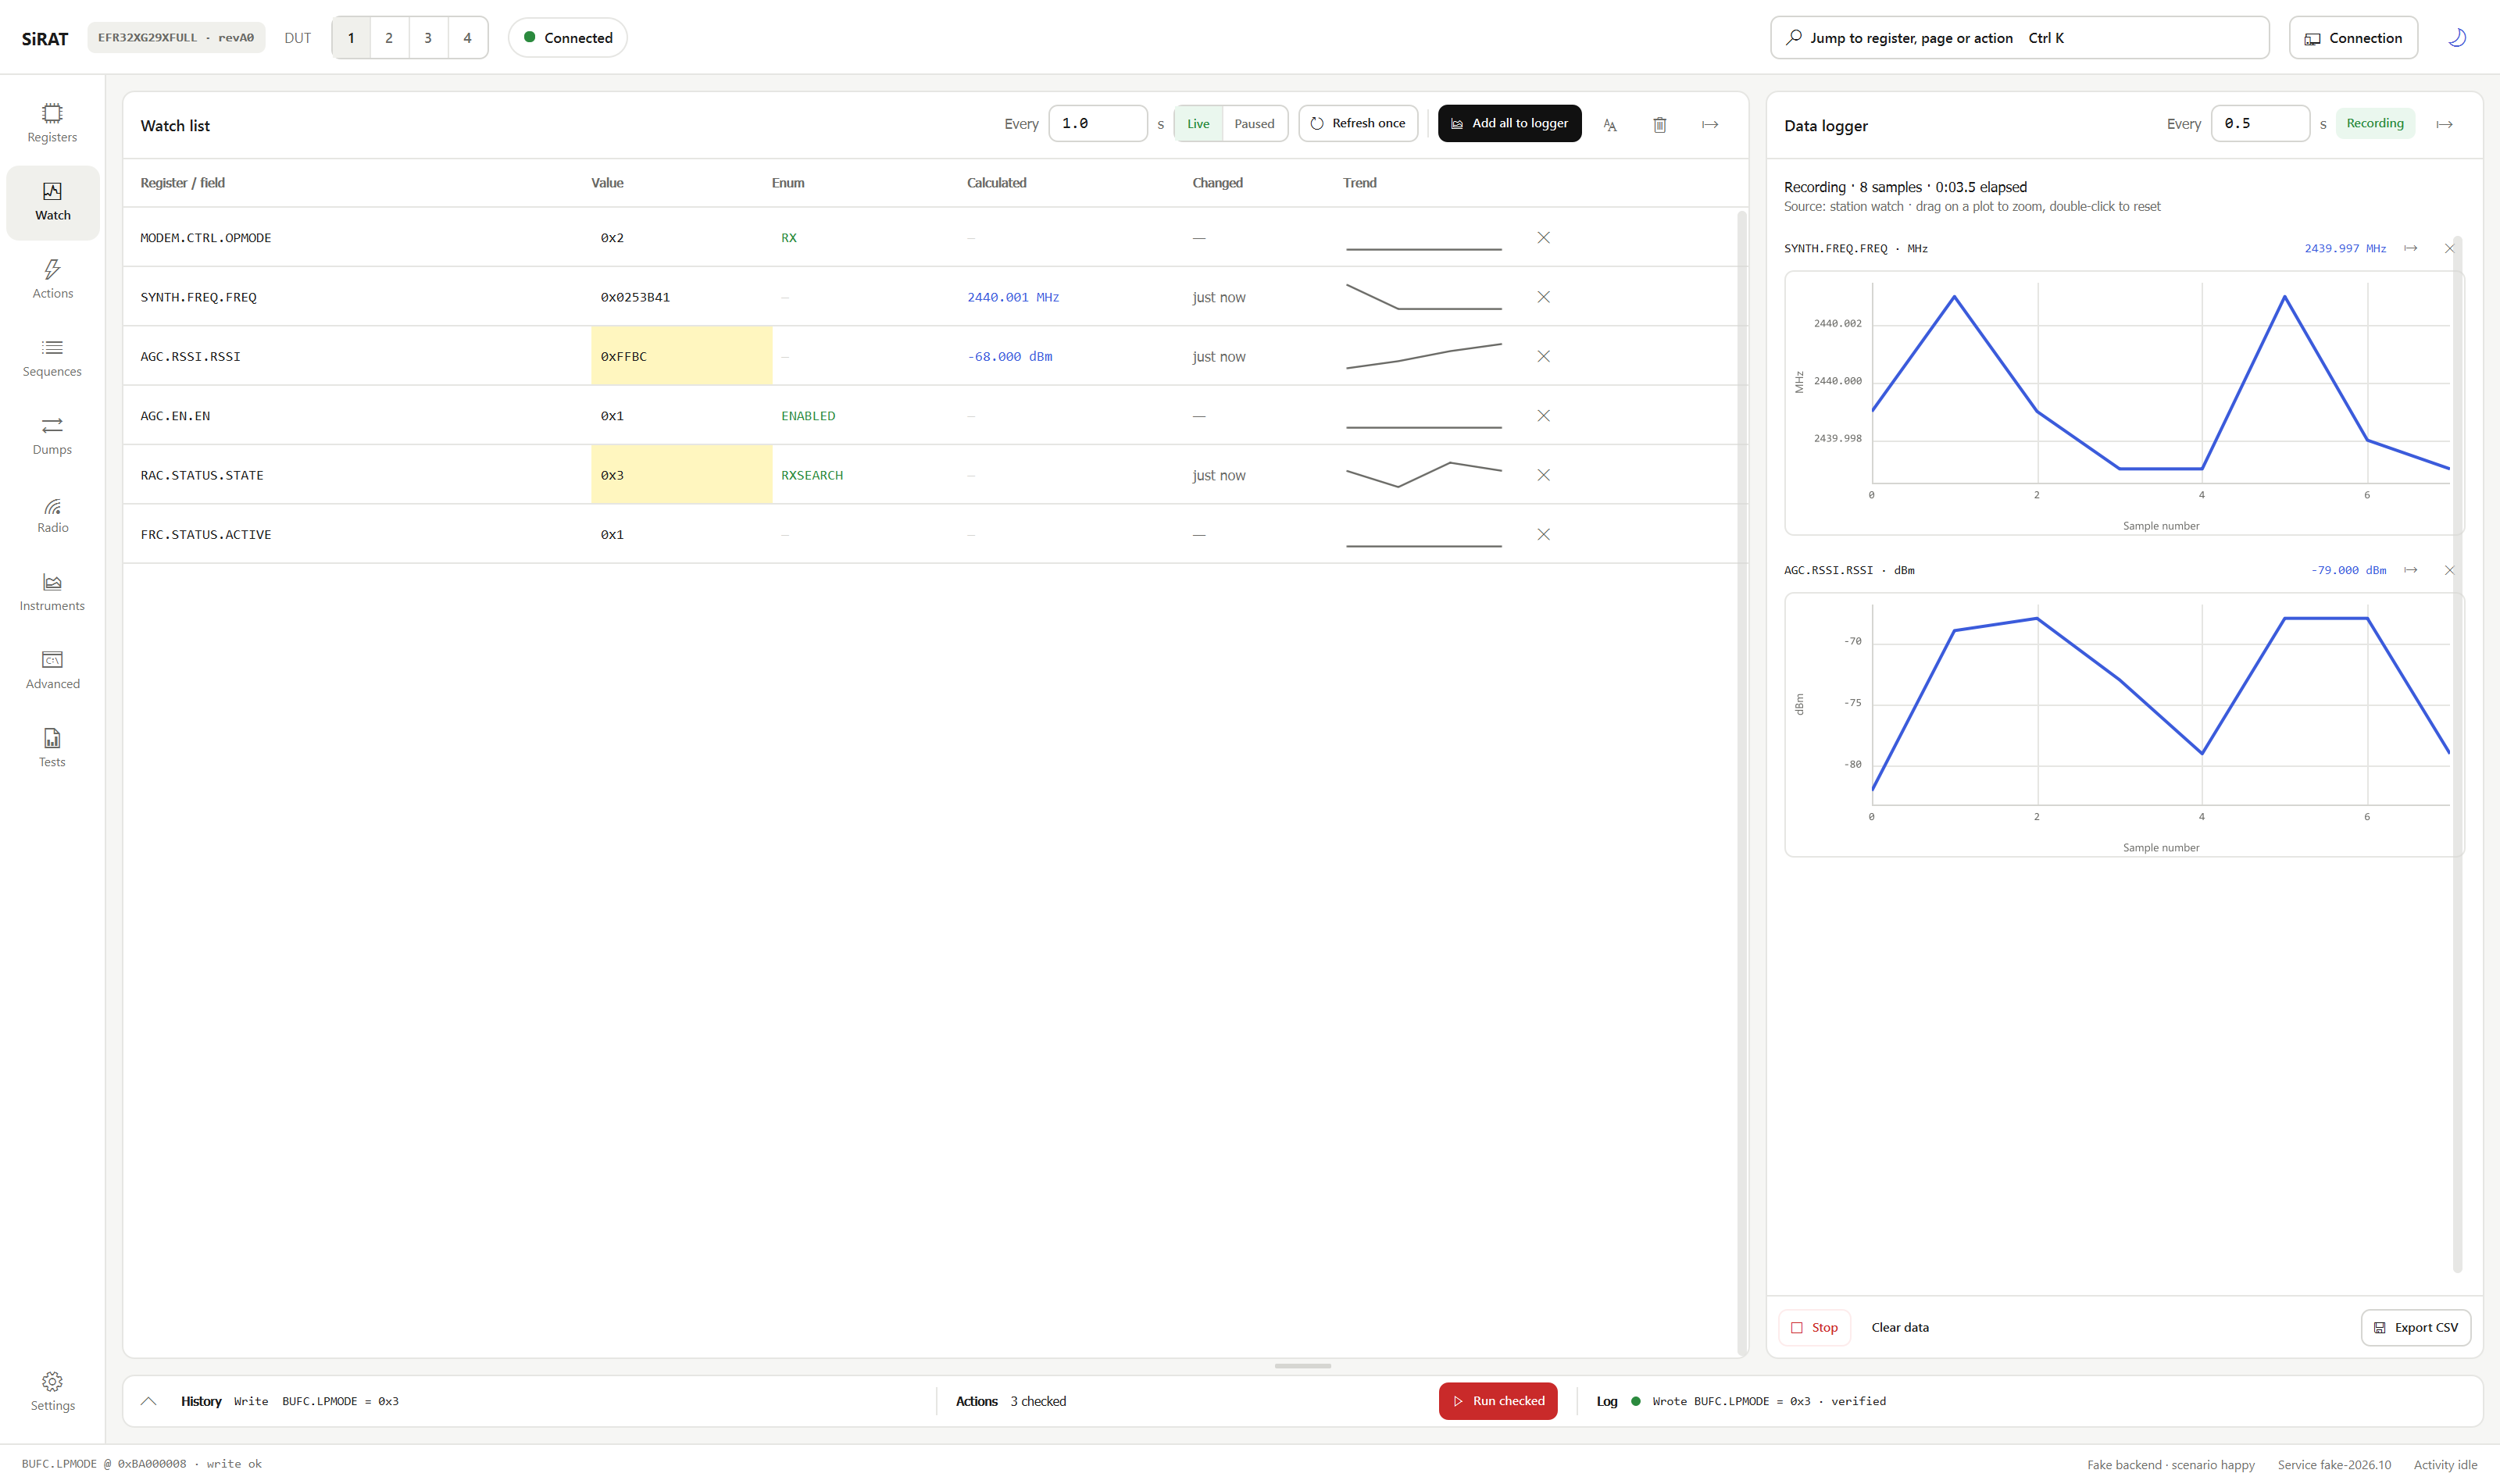 SiRAT EFR32XG29XFULL · revA0 DUT 1 2 3 4 Connected Jump to register, page or action Ctrl K Connection
Registers
Watch
Actions
Sequences
Dumps
Radio
Instruments
C:\
Advanced
Tests
Settings
Watch list Every 1.0 s Live Paused Refresh once Add all to logger
Register / field Value Enum Calculated Changed Trend
MODEM.CTRL.OPMODE 0x2 RX — —
SYNTH.FREQ.FREQ 0x0253B41 — 2440.001 MHz just now
AGC.RSSI.RSSI 0xFFBC — -68.000 dBm just now
AGC.EN.EN 0x1 ENABLED — —
RAC.STATUS.STATE 0x3 RXSEARCH — just now
FRC.STATUS.ACTIVE 0x1 — — —
Data logger Every 0.5 s Recording
Recording · 8 samples · 0:03.5 elapsed
Source: station watch · drag on a plot to zoom, double-click to reset
SYNTH.FREQ.FREQ · MHz 2439.997 MHz
MHz
2440.002
2440.000
2439.998
0 2 4 6
Sample number
AGC.RSSI.RSSI · dBm -79.000 dBm
dBm
-70
-75
-80
0 2 4 6
Sample number
Stop Clear data Export CSV
History Write BUFC.LPMODE = 0x3 Actions 3 checked Run checked Log Wrote BUFC.LPMODE = 0x3 · verified
BUFC.LPMODE @ 0xBA000008 · write ok Fake backend · scenario happy Service fake-2026.10 Activity idle